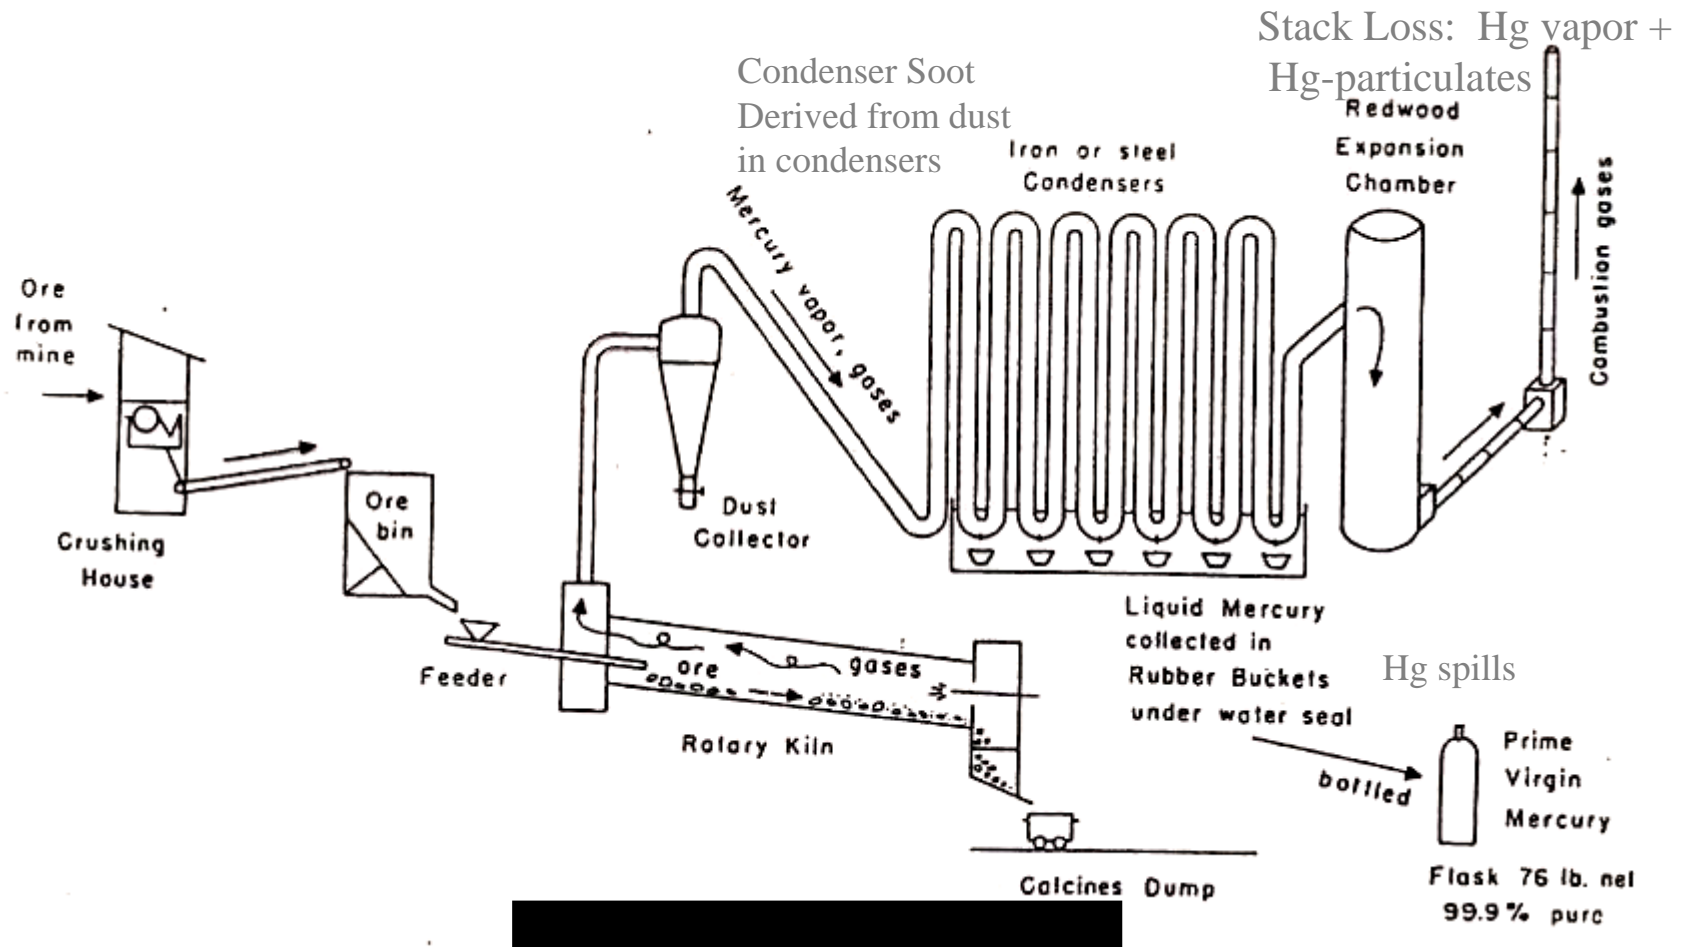 Stack Loss: Hg vapor +
Hg-particulates
Condenser Soot
Derived from dust
in condensers
Redwood
Expansion
Chamber
Iron or steel
Condensers
Combustion gases
Mercury vapor, gases
Ore
from
mine
Crushing
House
Ore
bin
Dust
Collector
Feeder
ore
gases
Rotary Kiln
Liquid Mercury
collected in
Rubber Buckets
under water seal
Hg spills
bottled
Prime
Virgin
Mercury
Flask 76 lb. net
99.9% pure
Calcines Dump